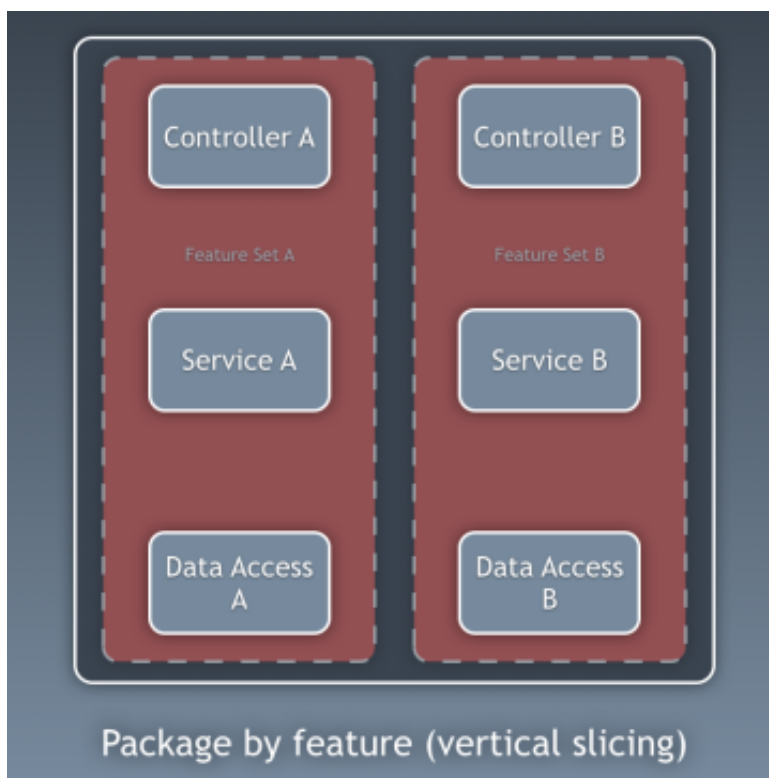 Controller A
Controller B
Feature Set A
Feature Set B
Service A
Service B
Data Access
A
Data Access
B
Package by feature (vertical slicing)